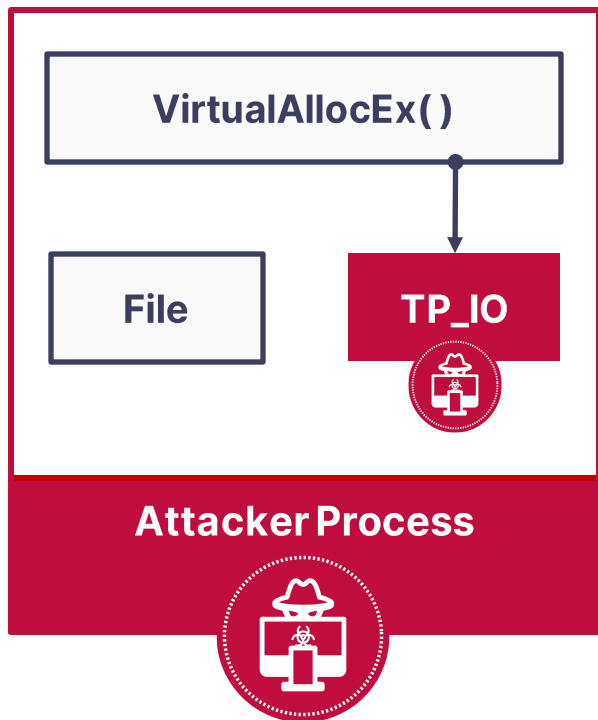 VirtualAllocEx( )
File
TP_IO
Attacker Process